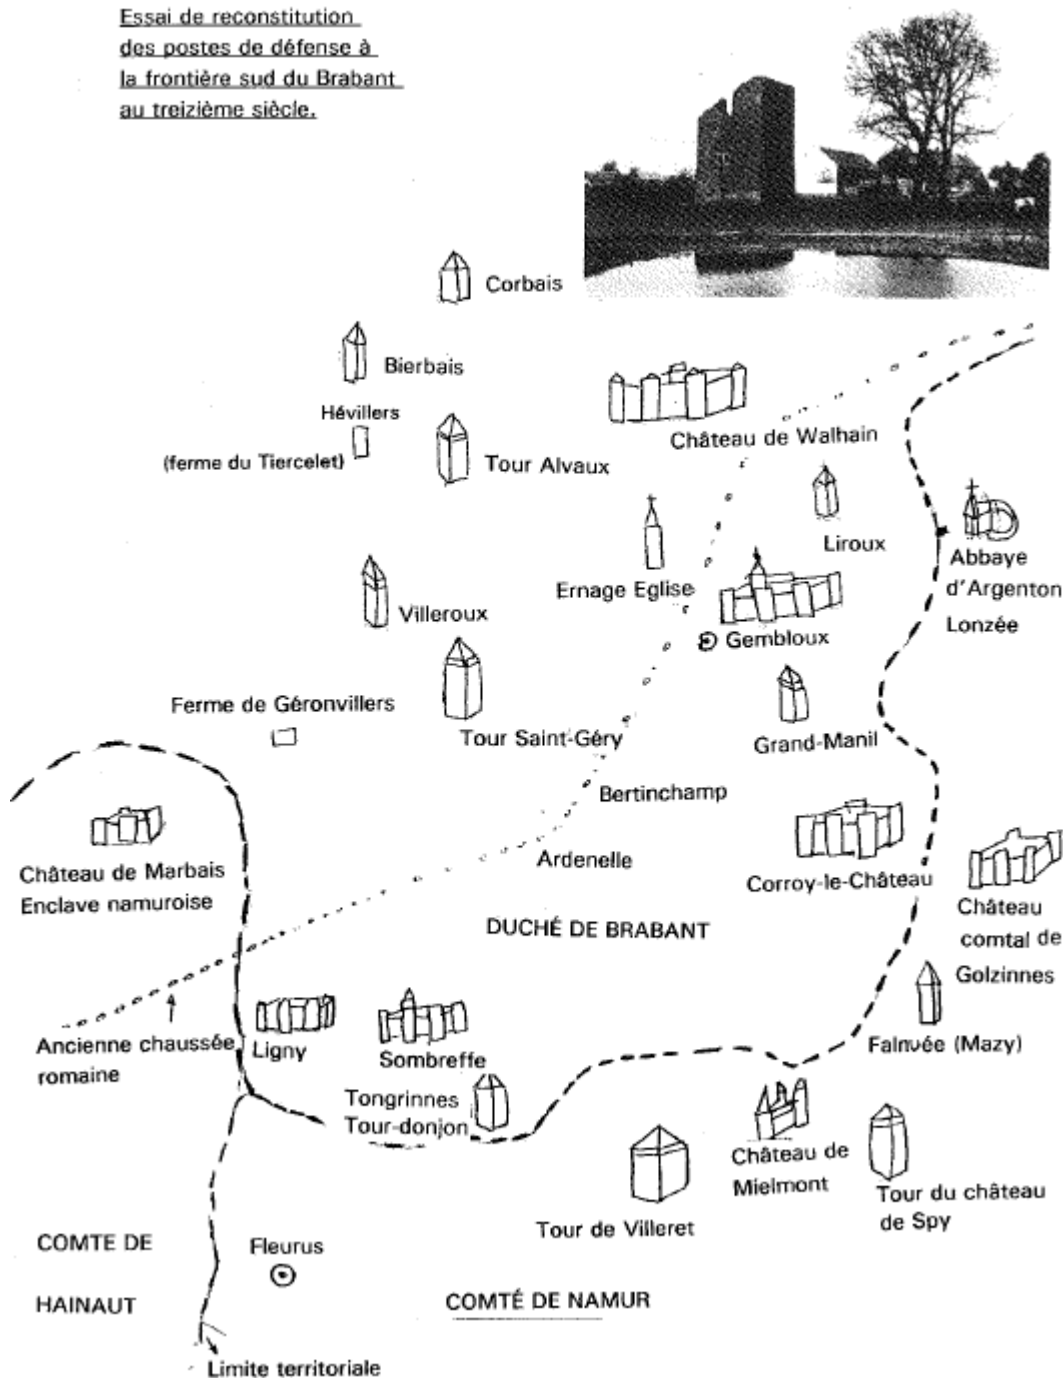 Essai de reconstitution
des postes de défense à
la frontière sud du Brabant
au treizième siècle.
Corbais
Bierbais
Hévillers
(ferme du Tiercelet)
Tour Alvaux
Château de Walhain
Liroux
Ernage Eglise
Abbaye
d'Argenton
Lonzée
Villeroux
Gembloux
Ferme de Géronvillers
Tour Saint-Géry
Grand-Manil
Bertinchamp
Ardenelle
Château de Marbais
Enclave namuroise
Corroy-le-Château
Château
comtal de
Golzinnes
DUCHÉ DE BRABANT
Ancienne chaussée
romaine
Ligny
Sombreffe
Falnvée (Mazy)
Tongrinnes
Tour-donjon
Château de
Mielmont
Tour du château
de Spy
Tour de Villeret
COMTE DE
HAINAUT
Fleurus
COMTÉ DE NAMUR
Limite territoriale